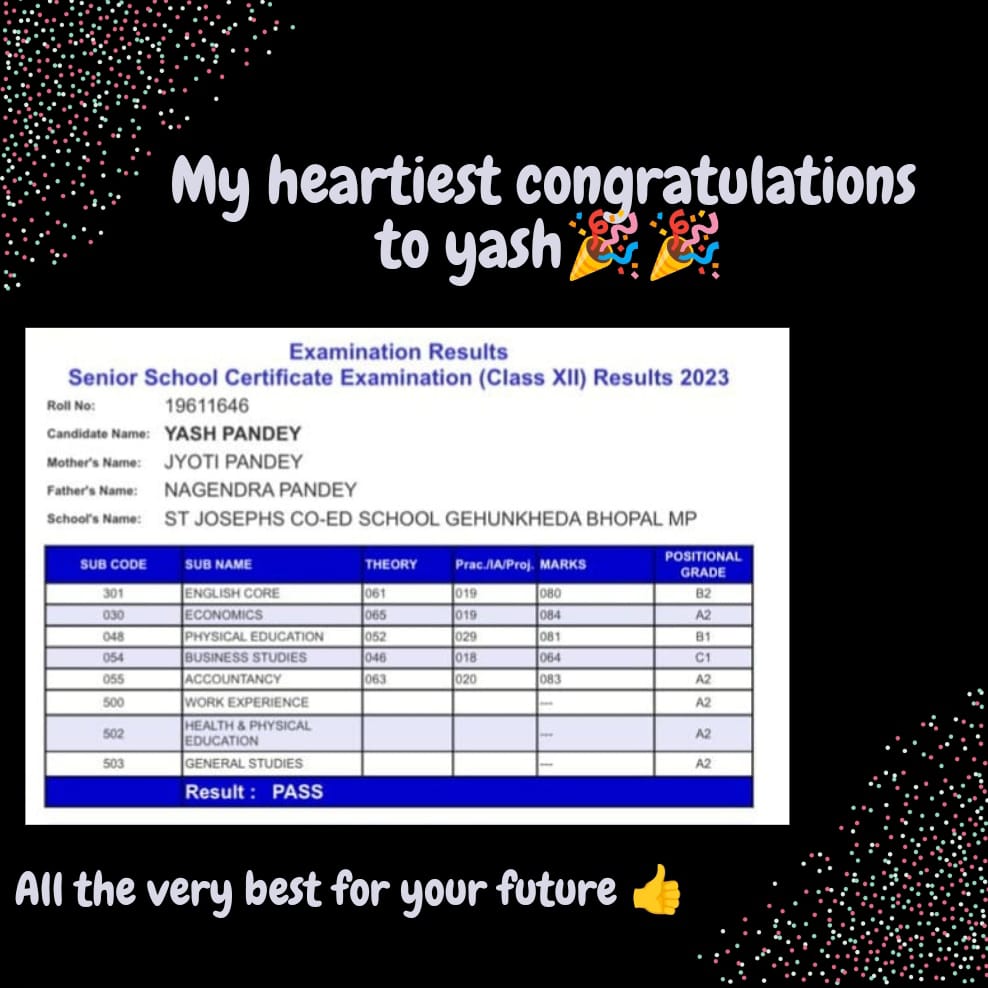 My heartiest congratulations
to yash🎉🎉
Examination Results
Senior School Certificate Examination (Class XII) Results 2023
Roll No: 19611646
Candidate Name: YASH PANDEY
Mother's Name: JYOTI PANDEY
Father's Name: NAGENDRA PANDEY
School's Name: ST JOSEPHS CO-ED SCHOOL GEHUNKHEDA BHOPAL MP
SUB CODE SUB NAME THEORY Prac./IA/Proj. MARKS POSITIONAL GRADE
301 ENGLISH CORE 061 019 080 B2
030 ECONOMICS 065 019 084 A2
048 PHYSICAL EDUCATION 052 029 081 B1
054 BUSINESS STUDIES 046 018 064 C1
055 ACCOUNTANCY 063 020 083 A2
500 WORK EXPERIENCE --- A2
502 HEALTH & PHYSICAL EDUCATION --- A2
503 GENERAL STUDIES --- A2
Result : PASS
All the very best for your future 👍